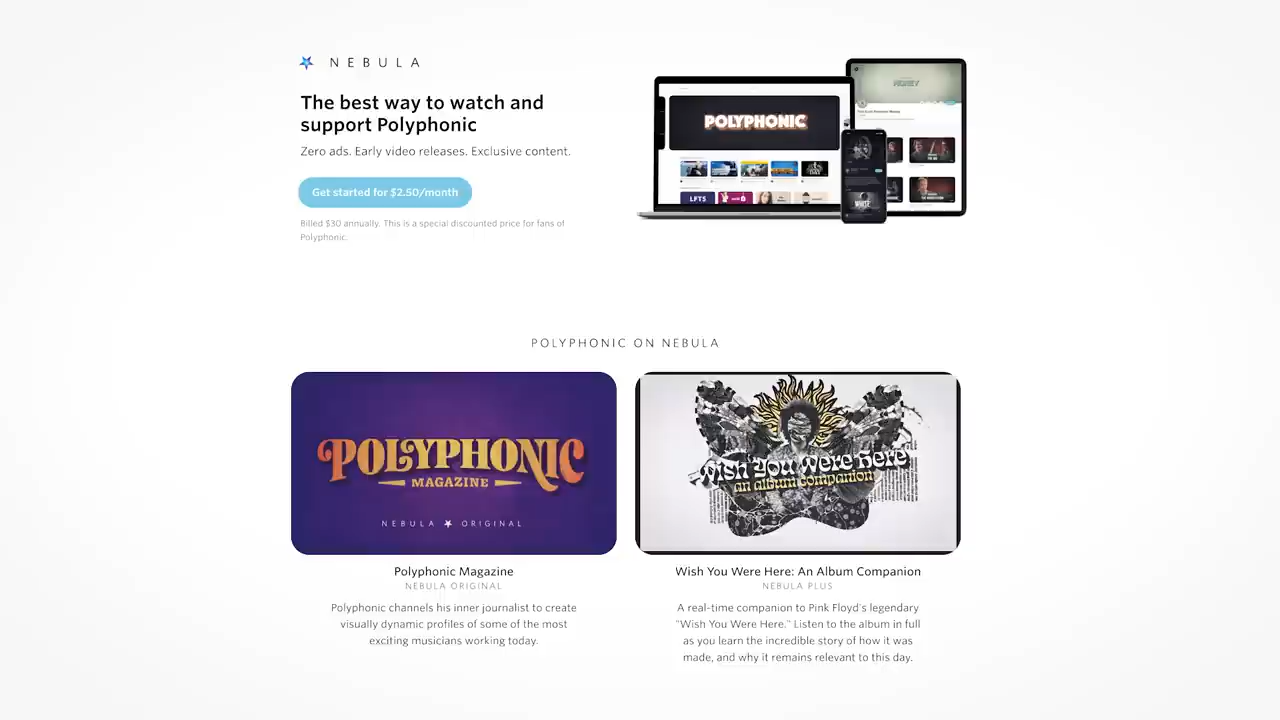 NEBULA
The best way to watch and
support Polyphonic
Zero ads. Early video releases. Exclusive content.
Get started for $2.50/month
Billed $30 annually. This is a special discounted price for fans of
Polyphonic.
POLYPHONIC
LFTS
WHITE
POLYPHONIC ON NEBULA
POLYPHONIC
MAGAZINE
NEBULA ORIGINAL
Wish You Were Here
an album companion
Polyphonic Magazine
NEBULA ORIGINAL
Polyphonic channels his inner journalist to create
visually dynamic profiles of some of the most
exciting musicians working today.
Wish You Were Here: An Album Companion
NEBULA PLUS
A real-time companion to Pink Floyd's legendary
"Wish You Were Here." Listen to the album in full
as you learn the incredible story of how it was
made, and why it remains relevant to this day.